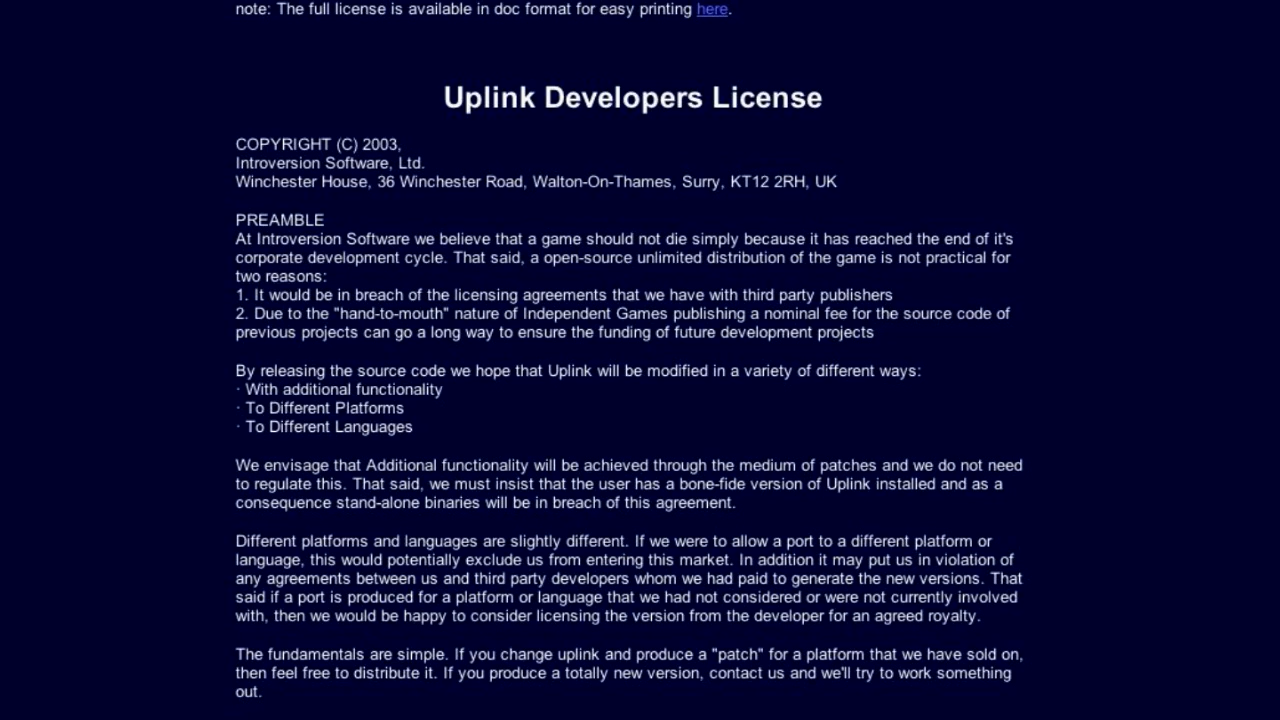 note: The full license is available in doc format for easy printing here.
Uplink Developers License
COPYRIGHT (C) 2003,
Introversion Software, Ltd.
Winchester House, 36 Winchester Road, Walton-On-Thames, Surry, KT12 2RH, UK
PREAMBLE
At Introversion Software we believe that a game should not die simply because it has reached the end of it's
corporate development cycle. That said, a open-source unlimited distribution of the game is not practical for
two reasons:
1. It would be in breach of the licensing agreements that we have with third party publishers
2. Due to the "hand-to-mouth" nature of Independent Games publishing a nominal fee for the source code of
previous projects can go a long way to ensure the funding of future development projects
By releasing the source code we hope that Uplink will be modified in a variety of different ways:
· With additional functionality
· To Different Platforms
· To Different Languages
We envisage that Additional functionality will be achieved through the medium of patches and we do not need
to regulate this. That said, we must insist that the user has a bone-fide version of Uplink installed and as a
consequence stand-alone binaries will be in breach of this agreement.
Different platforms and languages are slightly different. If we were to allow a port to a different platform or
language, this would potentially exclude us from entering this market. In addition it may put us in violation of
any agreements between us and third party developers whom we had paid to generate the new versions. That
said if a port is produced for a platform or language that we had not considered or were not currently involved
with, then we would be happy to consider licensing the version from the developer for an agreed royalty.
The fundamentals are simple. If you change uplink and produce a "patch" for a platform that we have sold on,
then feel free to distribute it. If you produce a totally new version, contact us and we'll try to work something
out.